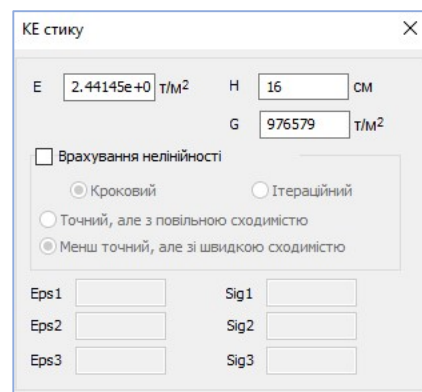 КЕ стику
E 2.44145e+0 т/м2 H 16 см
G 976579 т/м2
Врахування нелінійності
Кроковий Ітераційний
Точний, але з повільною сходимістю
Менш точний, але зі швидкою сходимістю
Eps1 Sig1
Eps2 Sig2
Eps3 Sig3